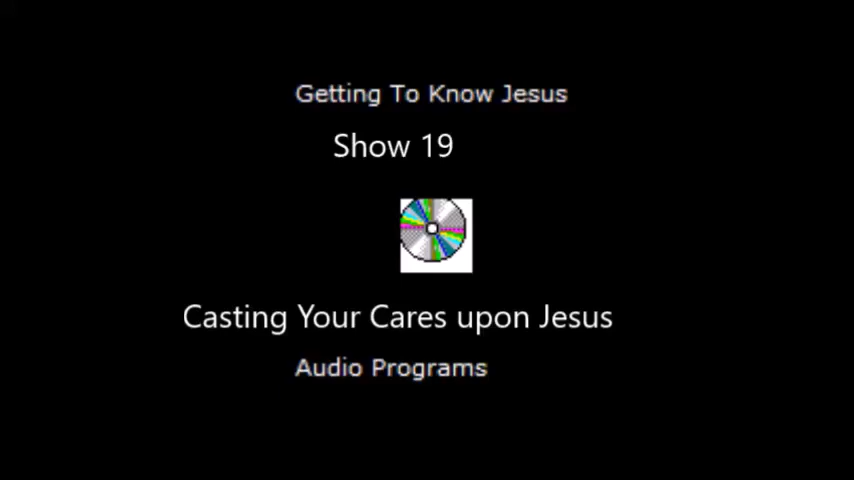 Getting To Know Jesus
Show 19
Casting Your Cares upon Jesus
Audio Programs